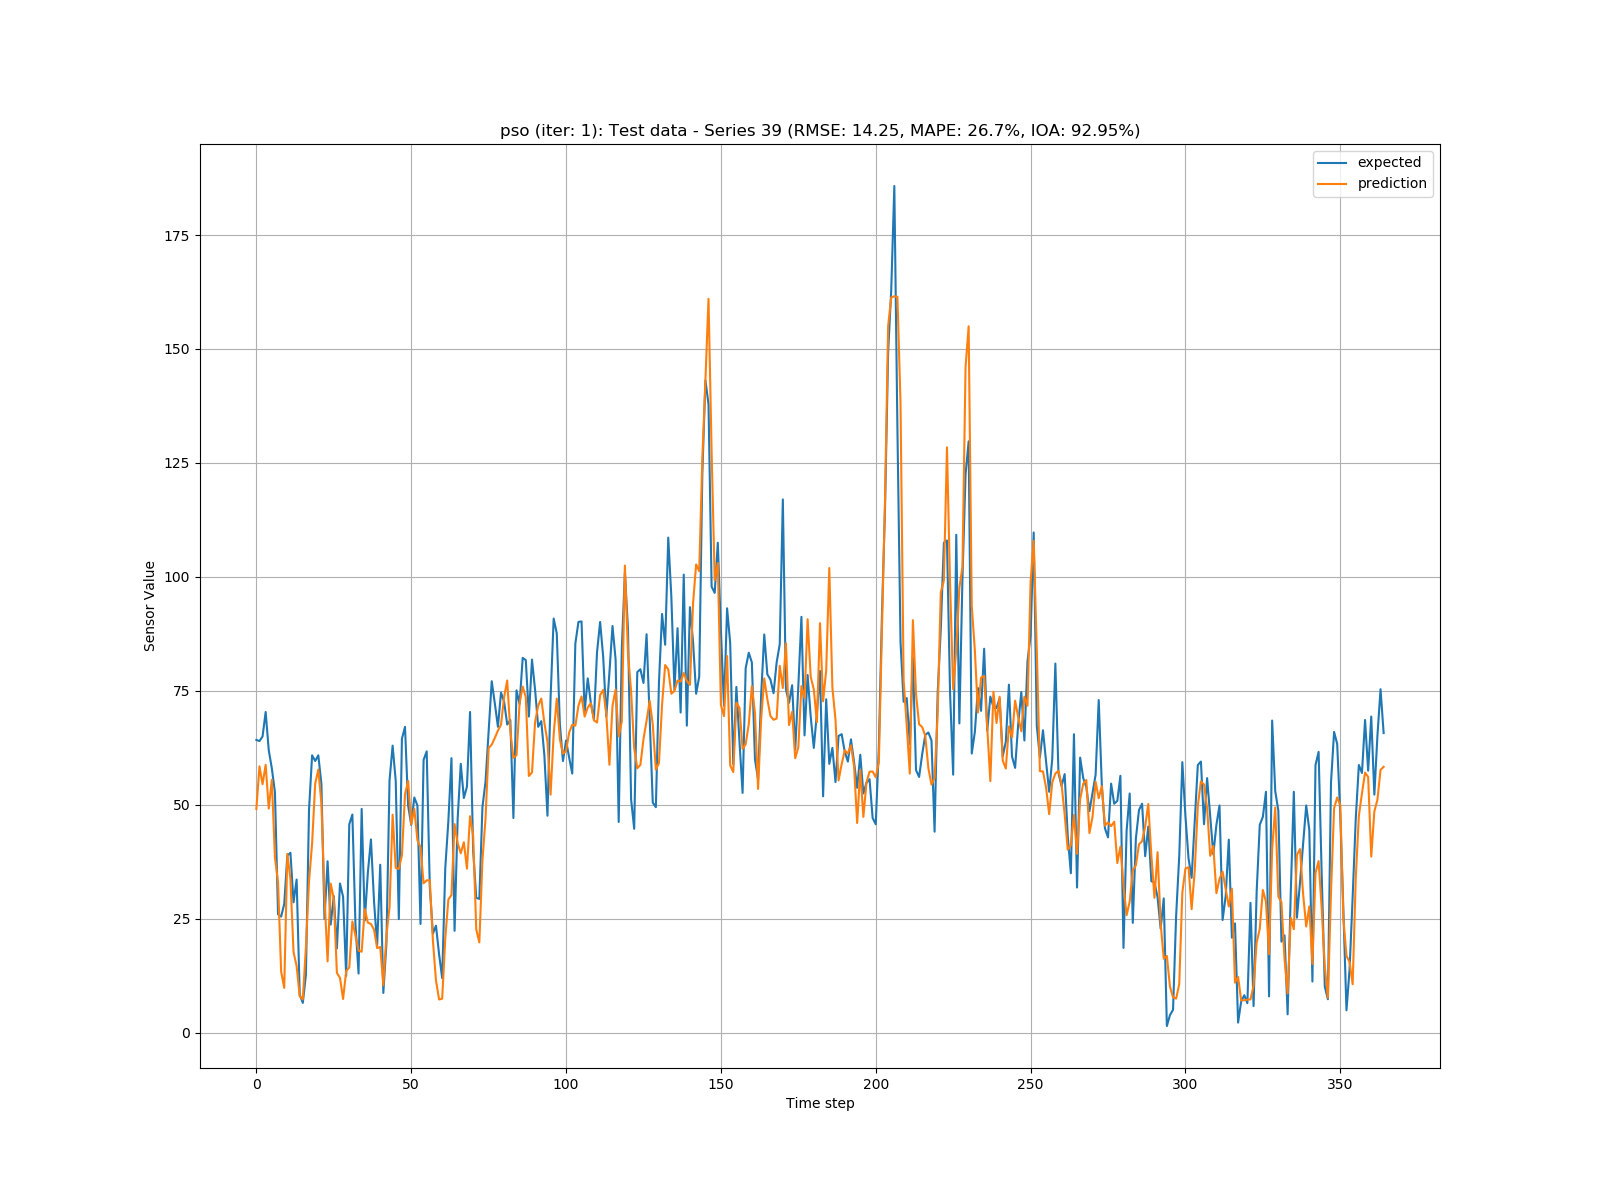 pso (iter: 1): Test data - Series 39 (RMSE: 14.25, MAPE: 26.7%, IOA: 92.95%)
expected
prediction
175
150
125
100
75
50
25
0
Sensor Value
0 50 100 150 200 250 300 350
Time step